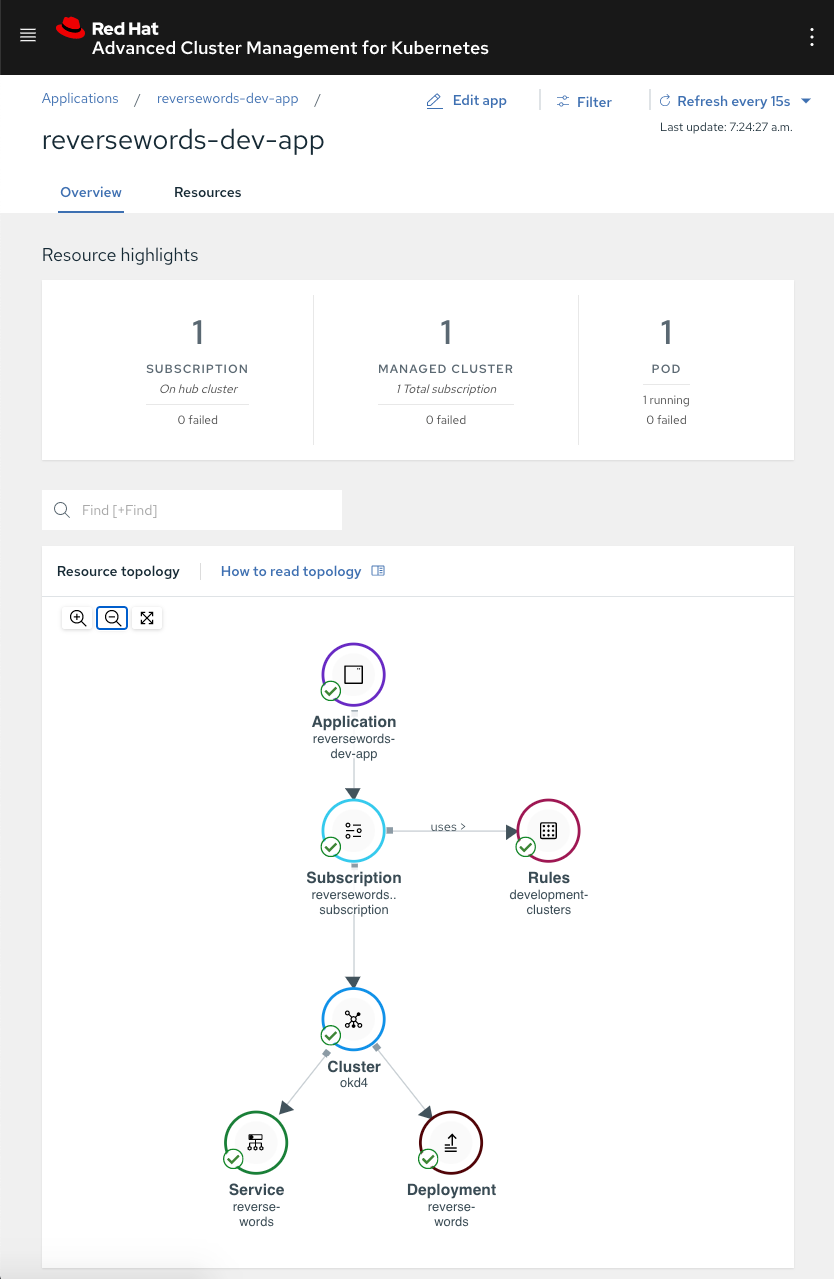 Red Hat
Advanced Cluster Management for Kubernetes
Applications / reversewords-dev-app /
Edit app
Filter
Refresh every 15s
Last update: 7:24:27 a.m.
reversewords-dev-app
Overview
Resources
Resource highlights
1
SUBSCRIPTION
On hub cluster
0 failed
1
MANAGED CLUSTER
1 Total subscription
0 failed
1
POD
1 running
0 failed
Find [+Find]
Resource topology
How to read topology
Application
reversewords-
dev-app
Subscription
reversewords..
subscription
uses >
Rules
development-
clusters
Cluster
okd4
Service
reverse-
words
Deployment
reverse-
words